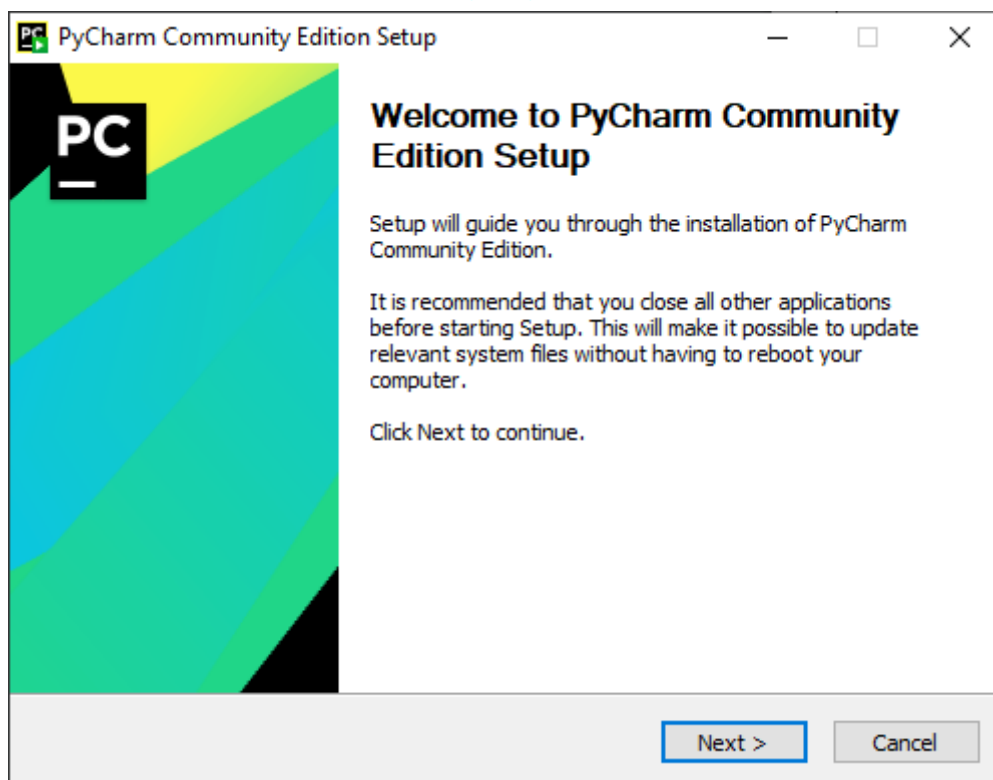 PyCharm Community Edition Setup
PC
Welcome to PyCharm Community
Edition Setup
Setup will guide you through the installation of PyCharm
Community Edition.
It is recommended that you close all other applications
before starting Setup. This will make it possible to update
relevant system files without having to reboot your
computer.
Click Next to continue.
Next >
Cancel